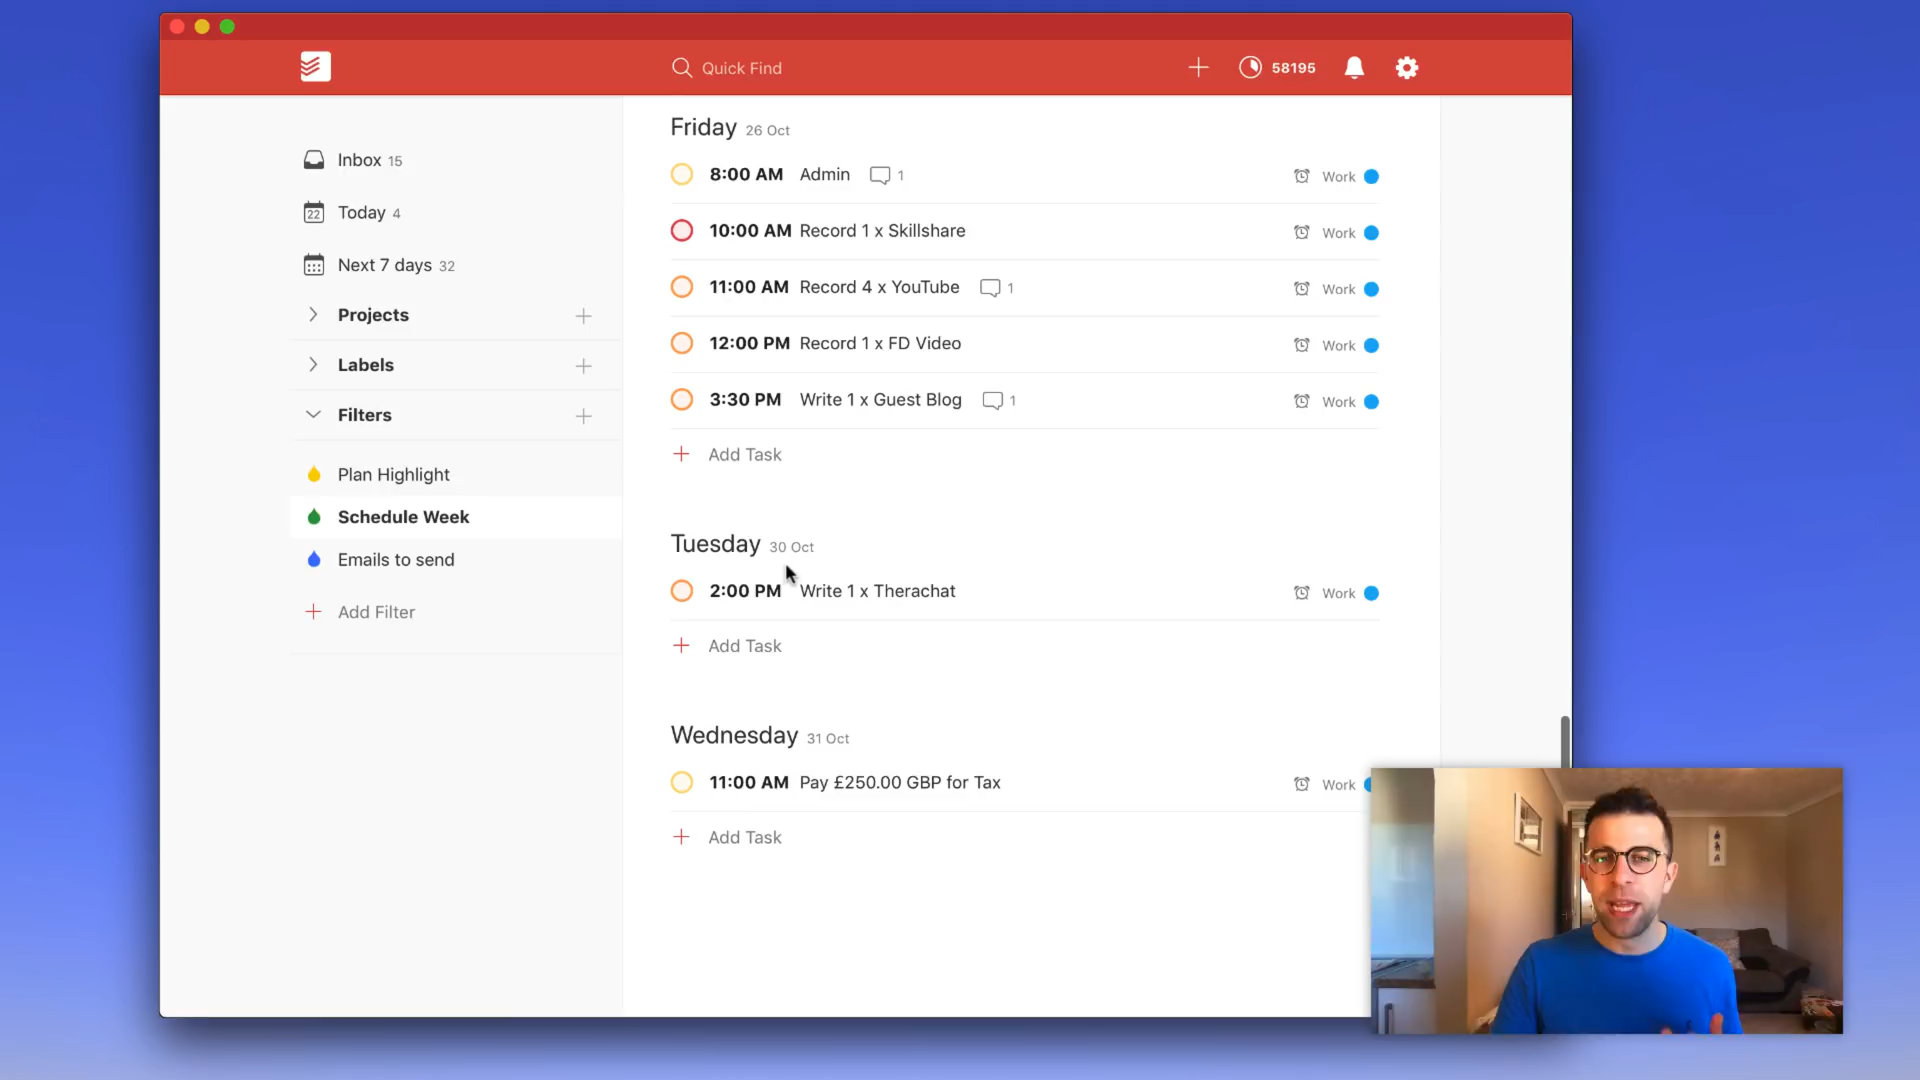 Quick Find
58195
Inbox 15
22 Today 4
Next 7 days 32
Projects
Labels
Filters
Plan Highlight
Schedule Week
Emails to send
Add Filter
Friday 26 Oct
8:00 AM Admin 1 Work
10:00 AM Record 1 x Skillshare Work
11:00 AM Record 4 x YouTube 1 Work
12:00 PM Record 1 x FD Video Work
3:30 PM Write 1 x Guest Blog 1 Work
Add Task
Tuesday 30 Oct
2:00 PM Write 1 x Therachat Work
Add Task
Wednesday 31 Oct
11:00 AM Pay £250.00 GBP for Tax Work
Add Task